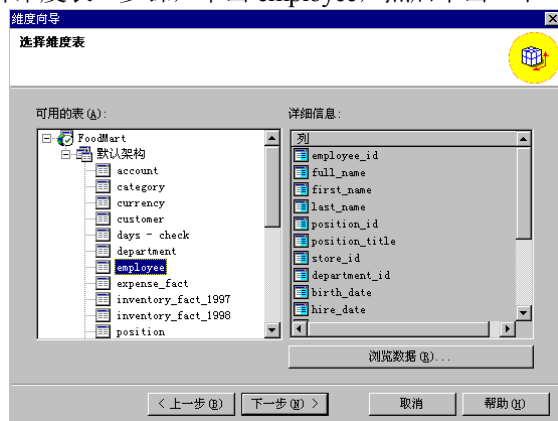 employee
维度向导
选择维度表
可用的表(A):
详细信息:
FoodMart
默认架构
account
category
currency
customer
days - check
department
employee
expense_fact
inventory_fact_1997
inventory_fact_1998
position
列
employee_id
full_name
first_name
last_name
position_id
position_title
store_id
department_id
birth_date
hire_date
浏览数据(R)...
< 上一步(B)
下一步(N) >
取消
帮助(H)